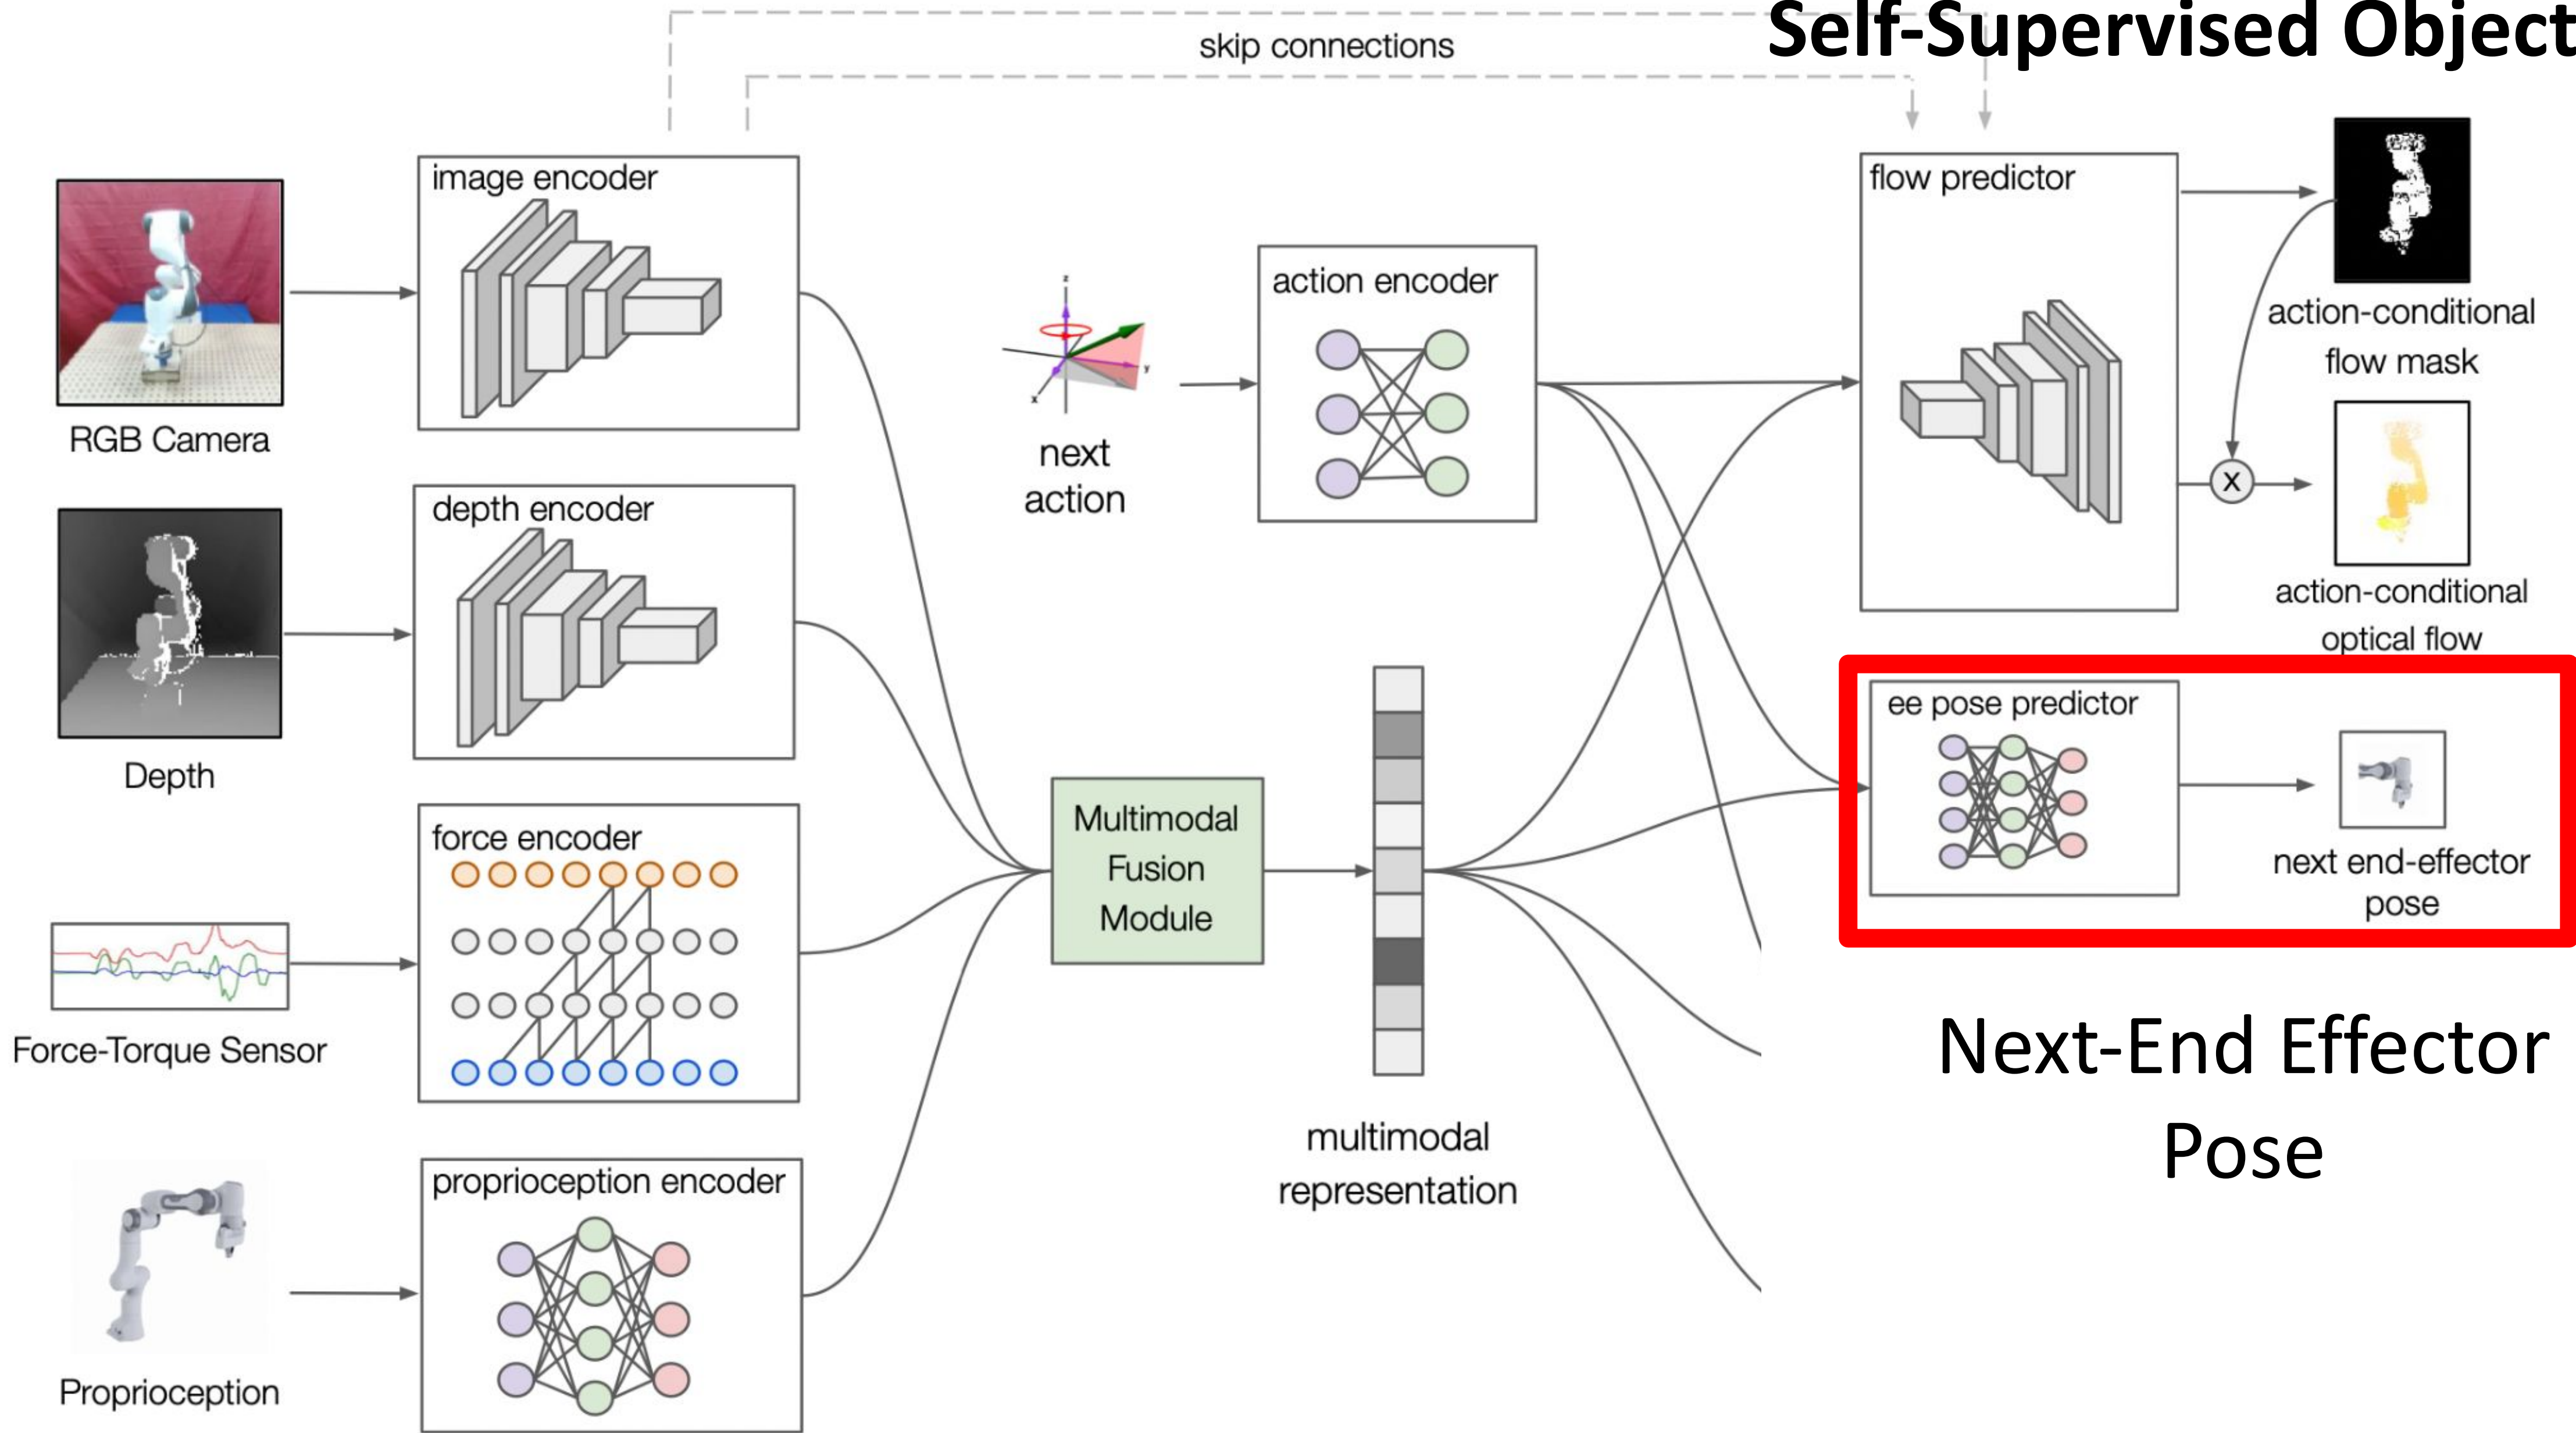 Self-Supervised Object
skip connections
image encoder
flow predictor
RGB Camera
action encoder
z
y
x
next
action
action-conditional
flow mask
x
depth encoder
Depth
action-conditional
optical flow
ee pose predictor
next end-effector
pose
Multimodal
Fusion
Module
force encoder
Force-Torque Sensor
Next-End Effector
Pose
multimodal
representation
proprioception encoder
Proprioception